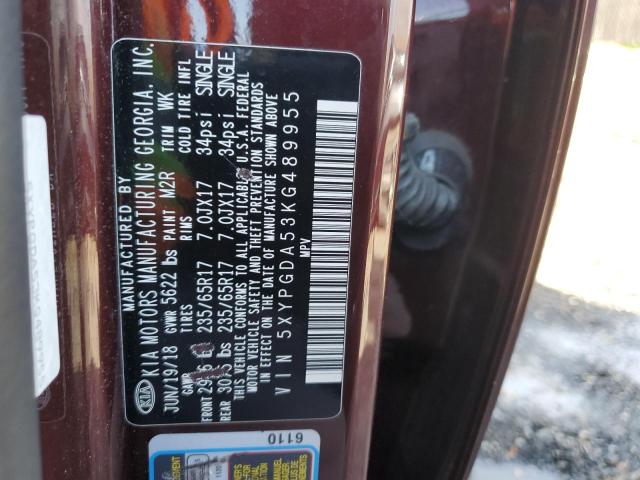 KIA
MANUFACTURED BY
KIA MOTORS MANUFACTURING GEORGIA, INC.
JUN/19/18 GVWR 5622 lbs PAINT M2R TRIM WK
GAWR TIRES RIMS COLD TIRE INFL
FRONT 235/65R17 7.0JX17 34psi SINGLE
REAR 235/65R17 7.0JX17 34psi SINGLE
THIS VEHICLE CONFORMS TO ALL APPLICABLE U.S.A. FEDERAL
MOTOR VEHICLE SAFETY AND THEFT PREVENTION STANDARDS
IN EFFECT ON THE DATE OF MANUFACTURE SHOWN ABOVE
VIN 5XYPGDA53KG489955
MPV
6110